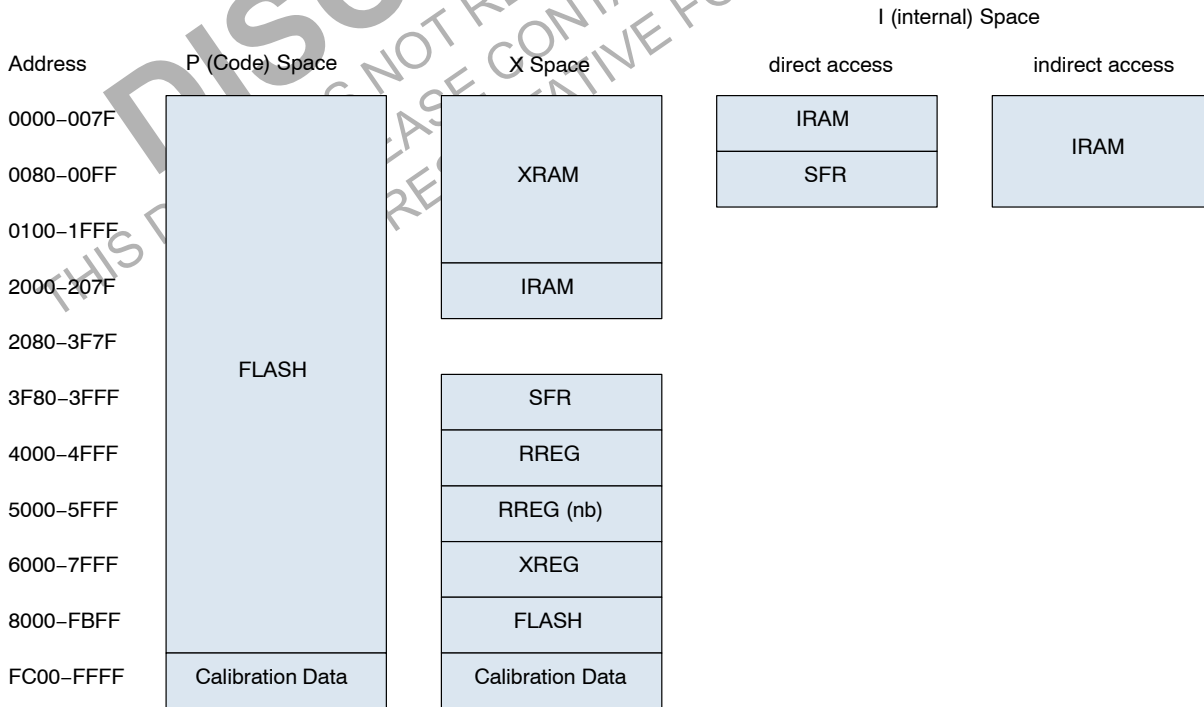 I (internal) Space
Address P (Code) Space X Space direct access indirect access
0000−007F IRAM
IRAM
0080−00FF XRAM SFR
0100−1FFF
2000−207F IRAM
2080−3F7F
FLASH
3F80−3FFF SFR
4000−4FFF RREG
5000−5FFF RREG (nb)
6000−7FFF XREG
8000−FBFF FLASH
FC00−FFFF Calibration Data Calibration Data
THIS
NOT